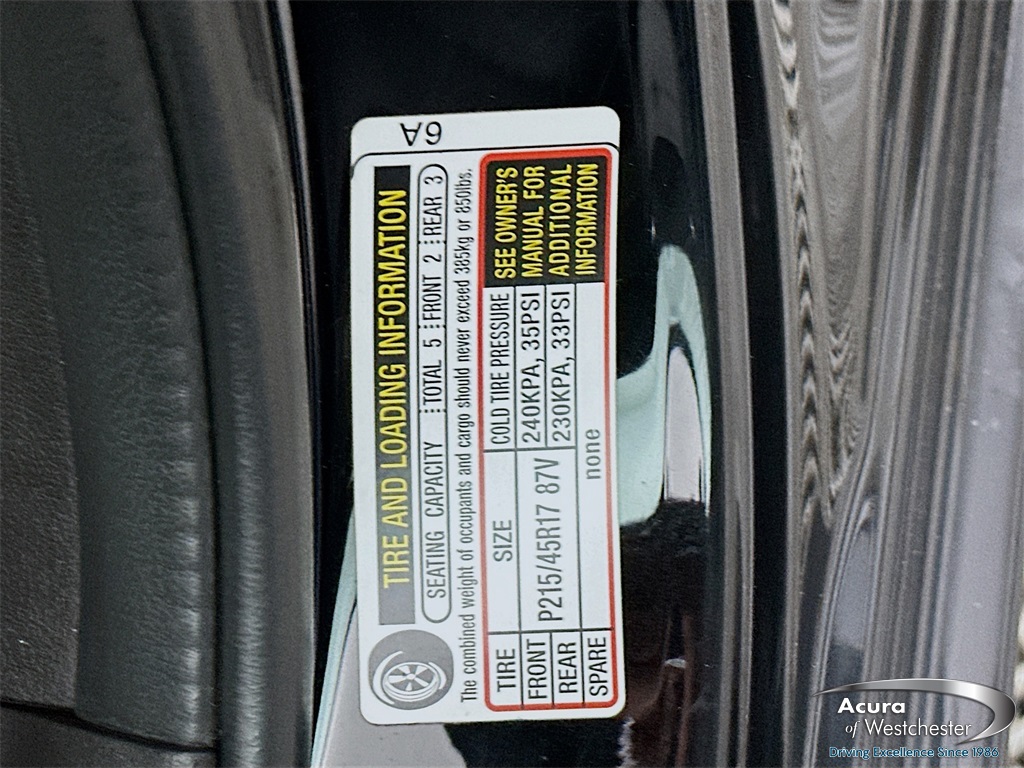 6A
TIRE AND LOADING INFORMATION
SEATING CAPACITY TOTAL 5 FRONT 2 REAR 3
The combined weight of occupants and cargo should never exceed 385kg or 850lbs.
TIRE SIZE COLD TIRE PRESSURE
FRONT P215/45R17 87V 240KPA, 35PSI
REAR 230KPA, 33PSI
SPARE none
SEE OWNER'S
MANUAL FOR
ADDITIONAL
INFORMATION
Acura
of Westchester
Driving Excellence Since 1986